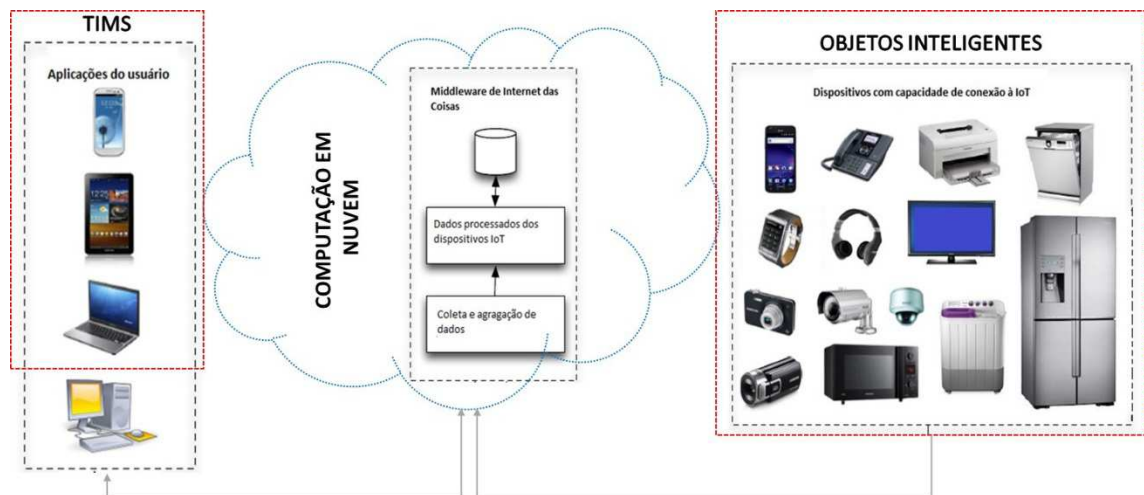 TIMS
Aplicações do usuário
COMPUTAÇÃO EM
NUVEM
Middleware de Internet das
Coisas
Dados processados dos
dispositivos IoT
Coleta e agragação de
dados
OBJETOS INTELIGENTES
Dispositivos com capacidade de conexão à IoT